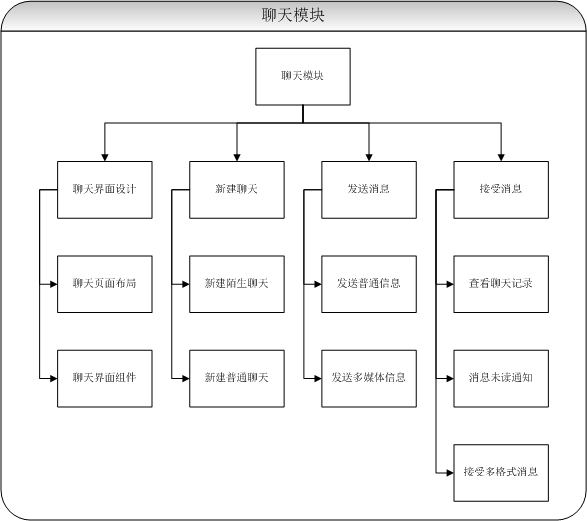 聊天模块
聊天模块
聊天界面设计
新建聊天
发送消息
接受消息
聊天页面布局
新建陌生聊天
发送普通信息
查看聊天记录
聊天界面组件
新建普通聊天
发送多媒体信息
消息未读通知
接受多格式消息